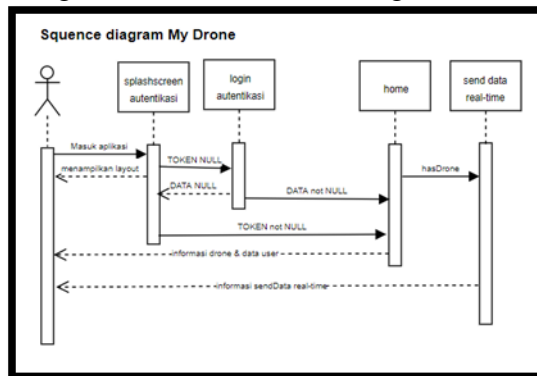 Squence diagram My Drone
splashscreen
autentikasi
login
autentikasi
home
send data
real-time
Masuk aplikasi
menampilkan layout
TOKEN NULL
DATA NULL
DATA not NULL
hasDrone
TOKEN not NULL
informasi drone & data user
informasi sendData real-time